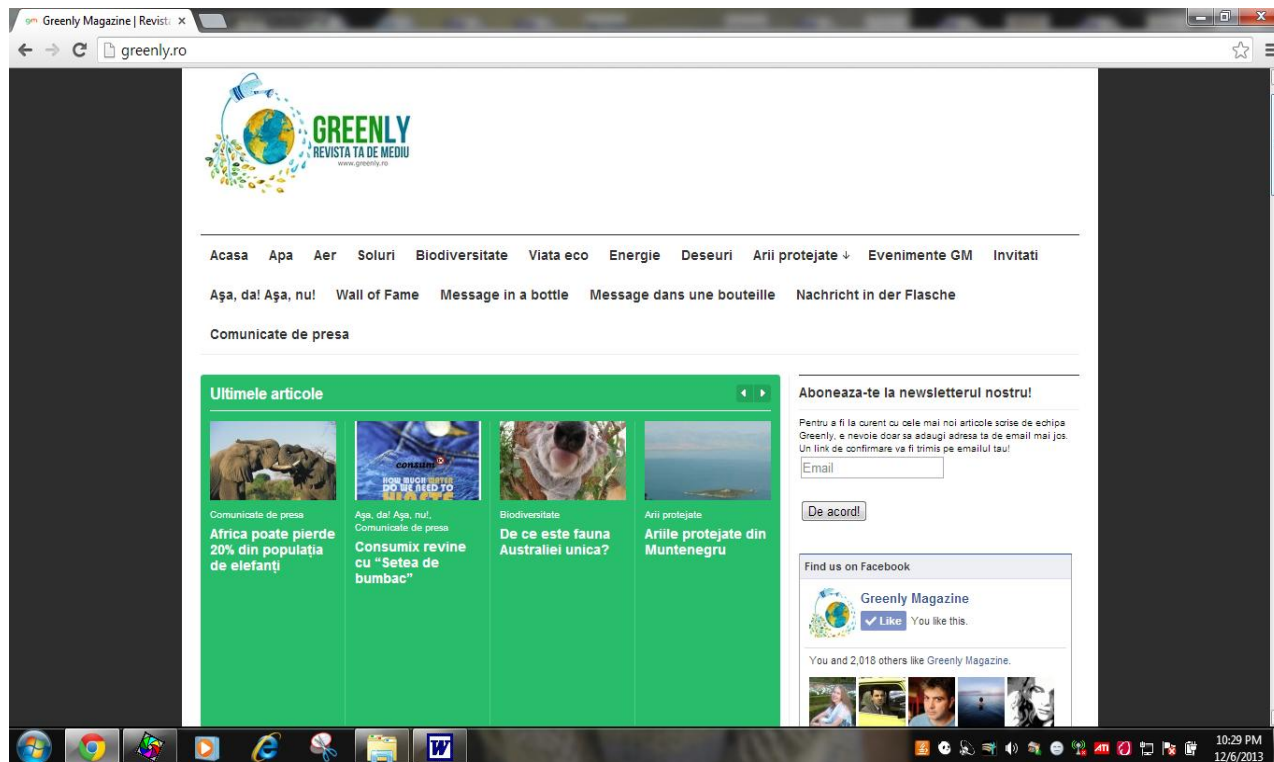 gm Greenly Magazine | Revist
greenly.ro
GREENLY
REVISTA TA DE MEDIU
www.greenly.ro
Acasa Apa Aer Soluri Biodiversitate Viata eco Energie Deseuri Arii protejate ↓ Evenimente GM Invitati
Aşa, da! Aşa, nu! Wall of Fame Message in a bottle Message dans une bouteille Nachricht in der Flasche
Comunicate de presa
Ultimele articole
consum
HOW MUCH WATER
DO WE NEED TO
Comunicate de presa
Africa poate pierde
20% din populația
de elefanți
Aşa, da! Aşa, nu!,
Comunicate de presa
Consumix revine
cu “Setea de
bumbac”
Biodiversitate
De ce este fauna
Australiei unica?
Arii protejate
Ariile protejate din
Muntenegru
Aboneaza-te la newsletterul nostru!
Pentru a fi la curent cu cele mai noi articole scrise de echipa
Greenly, e nevoie doar sa adaugi adresa ta de email mai jos.
Un link de confirmare va fi trimis pe emailul tau!
Email
De acord!
Find us on Facebook
Greenly Magazine
Like You like this.
You and 2,018 others like Greenly Magazine.
W
ATI
10:29 PM
12/6/2013